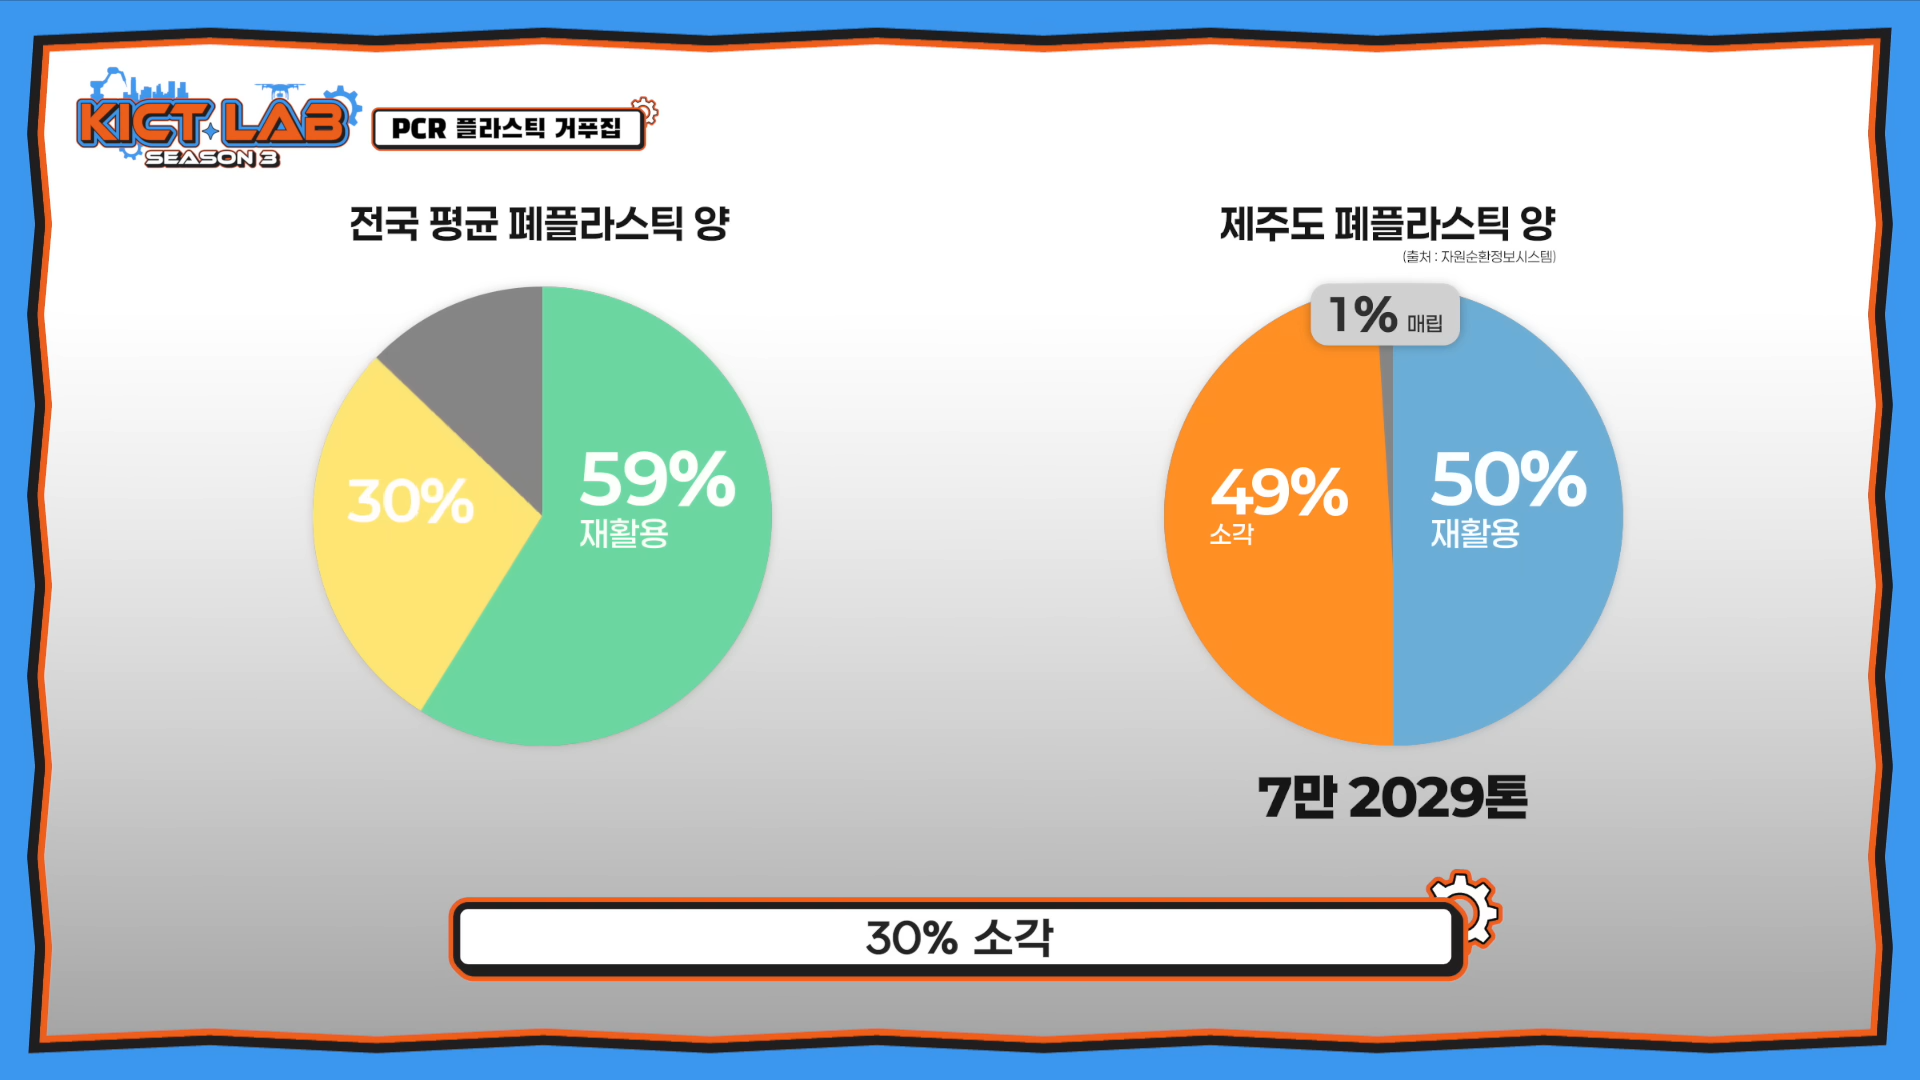 KICT LAB
SEASON 3
PCR 플라스틱 거푸집
전국 평균 폐플라스틱 양
30%
59%
재활용
제주도 폐플라스틱 양
(출처 : 자원순환정보시스템)
1% 매립
49%
소각
50%
재활용
7만 2029톤
30% 소각